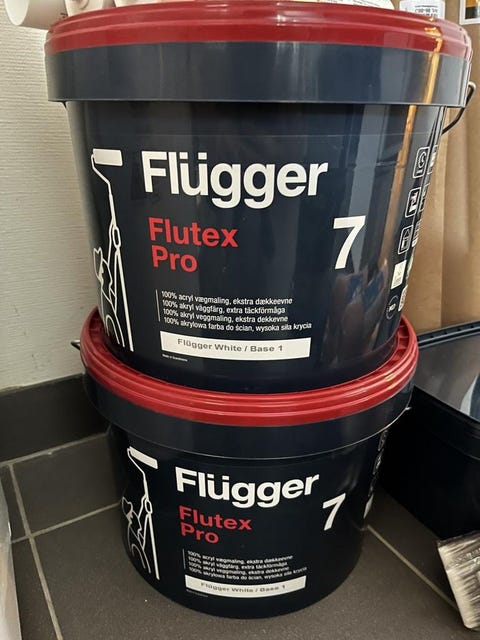 Flügger
Flutex
Pro
7
100% acryl vægmaling, ekstra dækkeevne
100% akryl väggfärg, extra täckförmåga
100% akryl veggmaling, ekstra dekkevne
100% akrylowa farba do ścian, wysoka siła krycia
Flügger White / Base 1
Flügger
Flutex
Pro
7
100% acryl vægmaling, ekstra dækkeevne
100% akryl väggfärg, extra täckförmåga
100% akryl veggmaling, ekstra dekkevne
100% akrylowa farba do ścian, wysoka siła krycia
Flügger White / Base 1